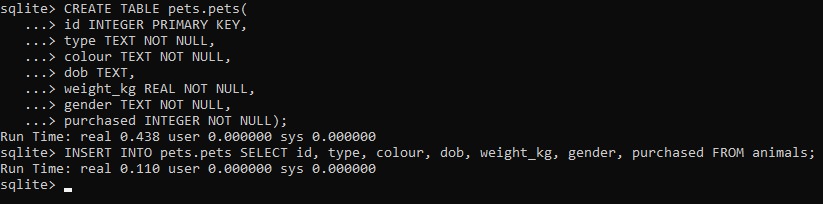 sqlite> CREATE TABLE pets.pets(
...> id INTEGER PRIMARY KEY,
...> type TEXT NOT NULL,
...> colour TEXT NOT NULL,
...> dob TEXT,
...> weight_kg REAL NOT NULL,
...> gender TEXT NOT NULL,
...> purchased INTEGER NOT NULL);
Run Time: real 0.438 user 0.000000 sys 0.000000
sqlite> INSERT INTO pets.pets SELECT id, type, colour, dob, weight_kg, gender, purchased FROM animals;
Run Time: real 0.110 user 0.000000 sys 0.000000
sqlite>